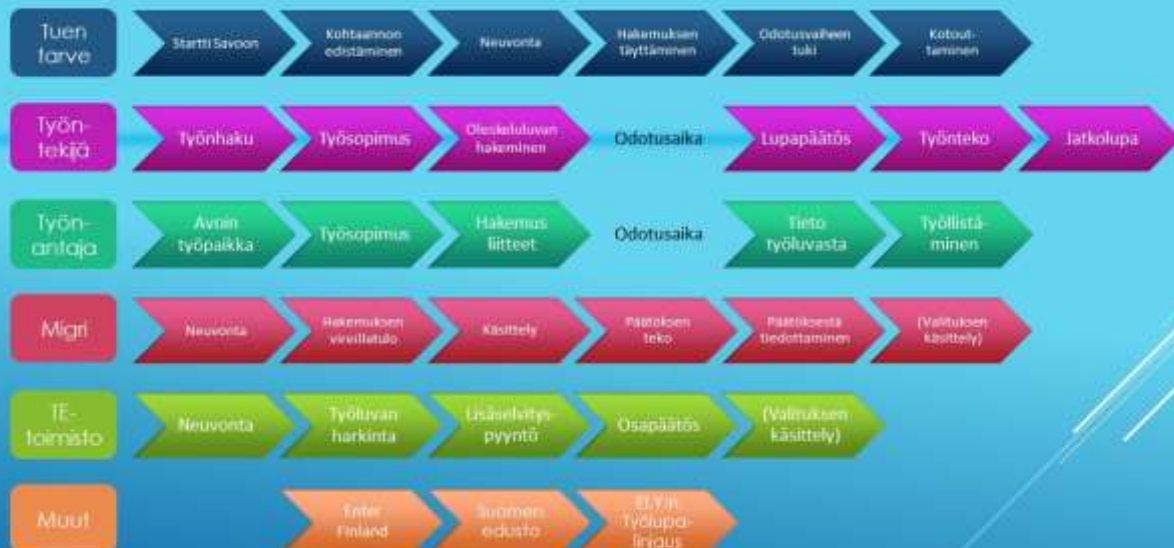 Tuen
tarve
Startti Savoon
Kohtaannon
edistäminen
Neuvonta
Hakemuksen
täyttäminen
Odotusvaiheen
tuki
Kotout-
taminen
Työn-
tekijä
Työnhaku
Työsopimus
Oleskeluluvan
hakeminen
Odotusaika
Lupapäätös
Työnteko
Jatkolupa
Työn-
antaja
Avoin
työpaikka
Työsopimus
Hakemus
liitteet
Odotusaika
Tieto
työluvasta
Työllistä-
minen
Migri
Neuvonta
Hakemuksen
vireilletulo
Käsittely
Päätöksen
teko
Päätöksestä
tiedottaminen
(Valituksen
käsittely)
TE-
toimisto
Neuvonta
Työluvan
harkinta
Lisäselvitys-
pyyntö
Osapäätös
(Valituksen
käsittely)
Muut
Enter
Finland
Suomen
edusto
ELY:n
Työlupa-
linjaus